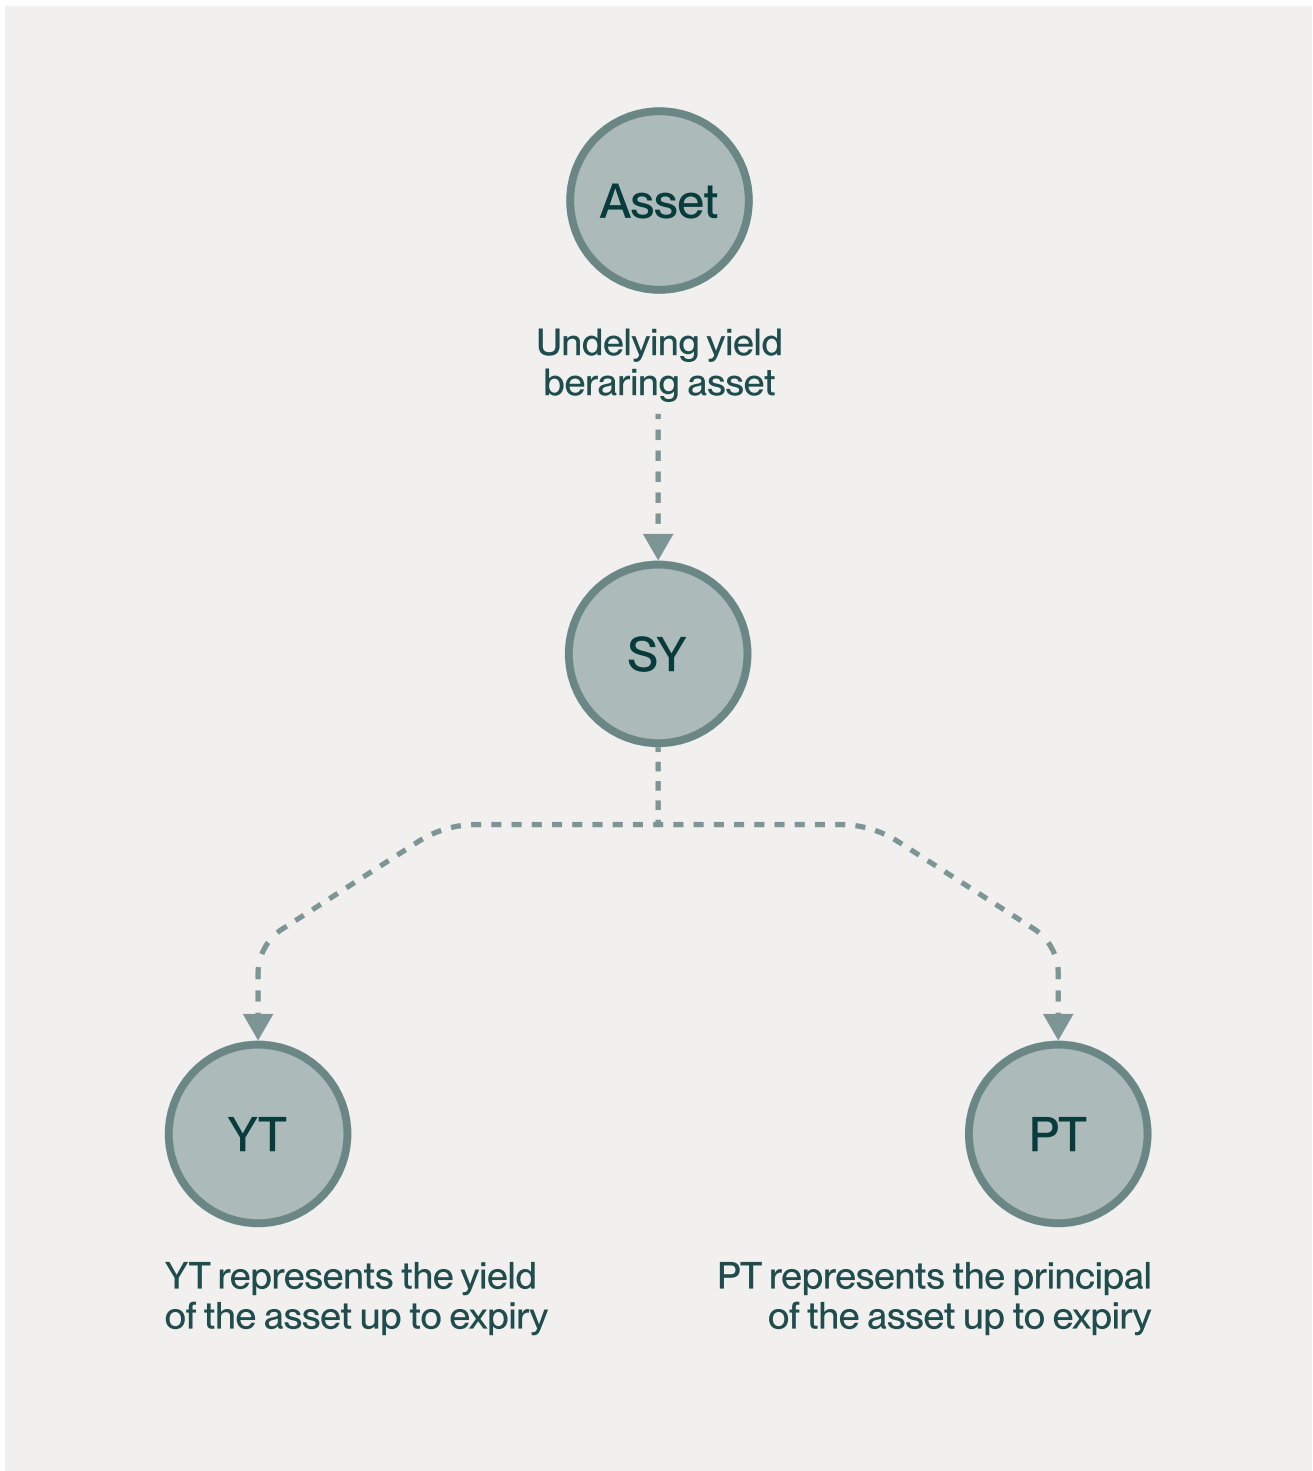 Asset
Undelying yield
beraring asset
SY
YT
PT
YT represents the yield
of the asset up to expiry
PT represents the principal
of the asset up to expiry